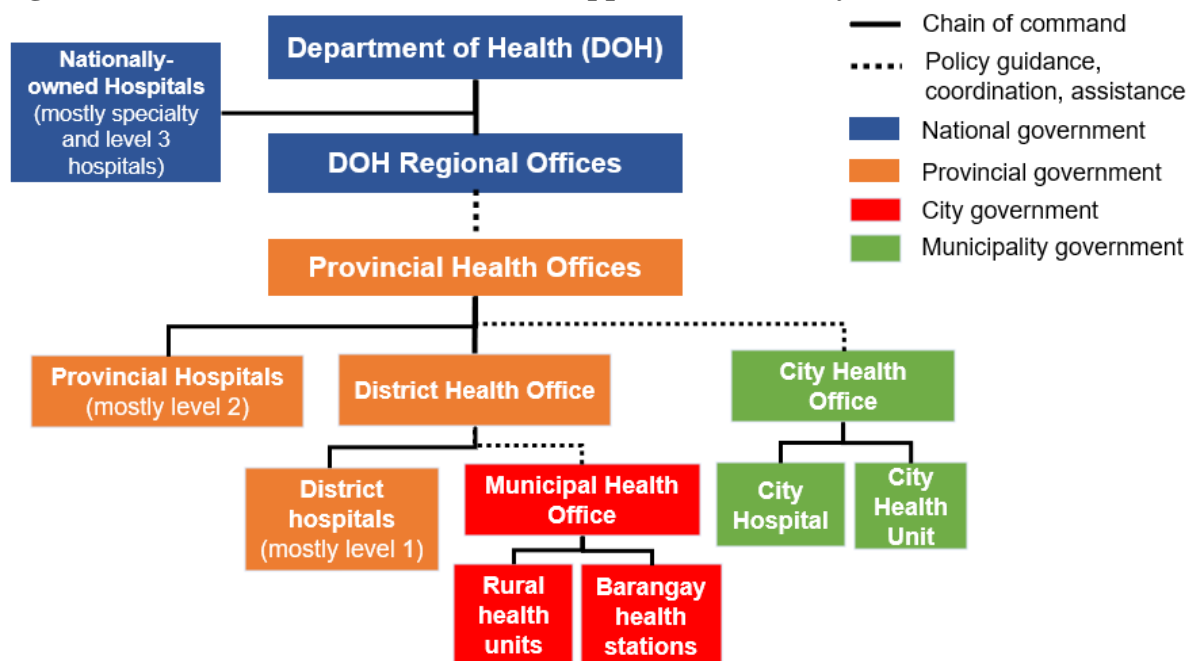 Department of Health (DOH)
Nationally-
owned Hospitals
(mostly specialty
and level 3
hospitals)
DOH Regional Offices
Provincial Health Offices
Provincial Hospitals
(mostly level 2)
District Health Office
City Health
Office
District
hospitals
(mostly level 1)
Municipal Health
Office
City
Hospital
City
Health
Unit
Rural
health
units
Barangay
health
stations
Chain of command
Policy guidance,
coordination, assistance
National government
Provincial government
City government
Municipality government